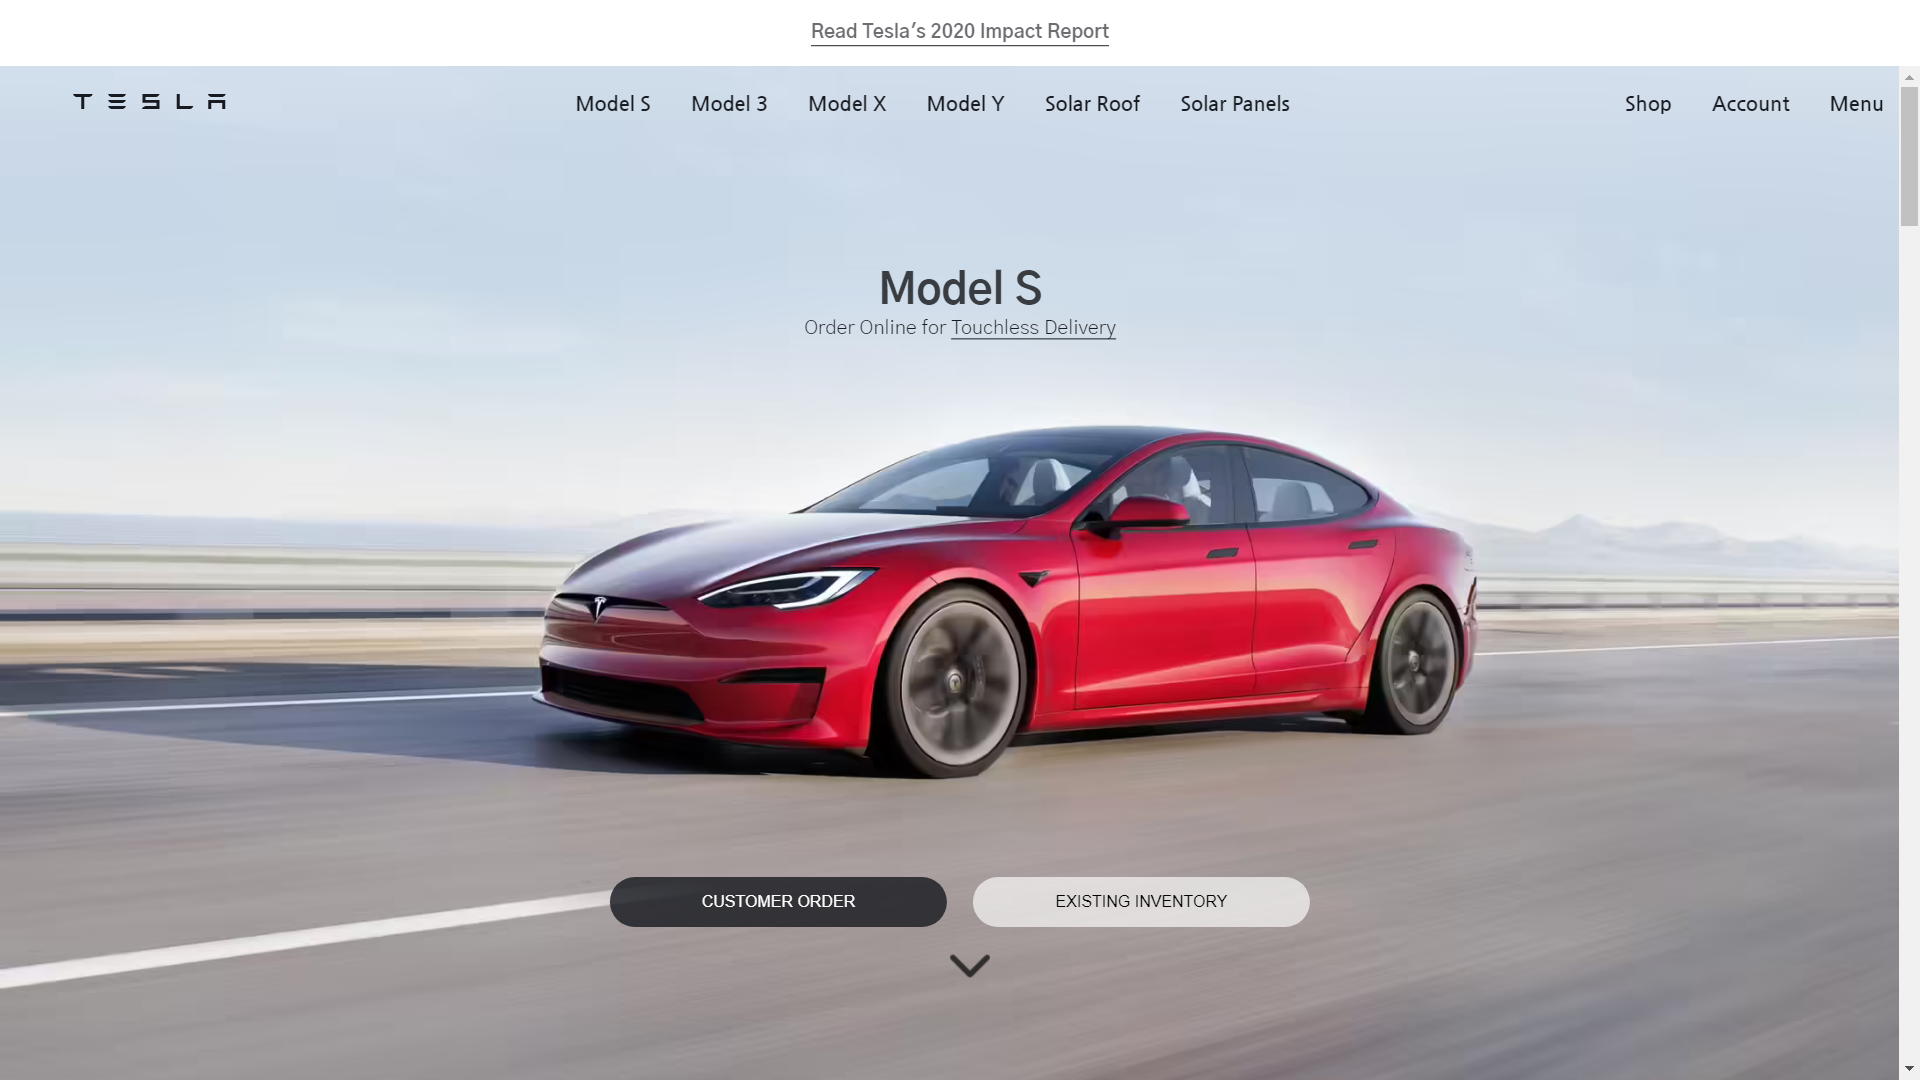 Read Tesla's 2020 Impact Report
TESLA
Model S
Model 3
Model X
Model Y
Solar Roof
Solar Panels
Shop
Account
Menu
Model S
Order Online for Touchless Delivery
CUSTOMER ORDER
EXISTING INVENTORY